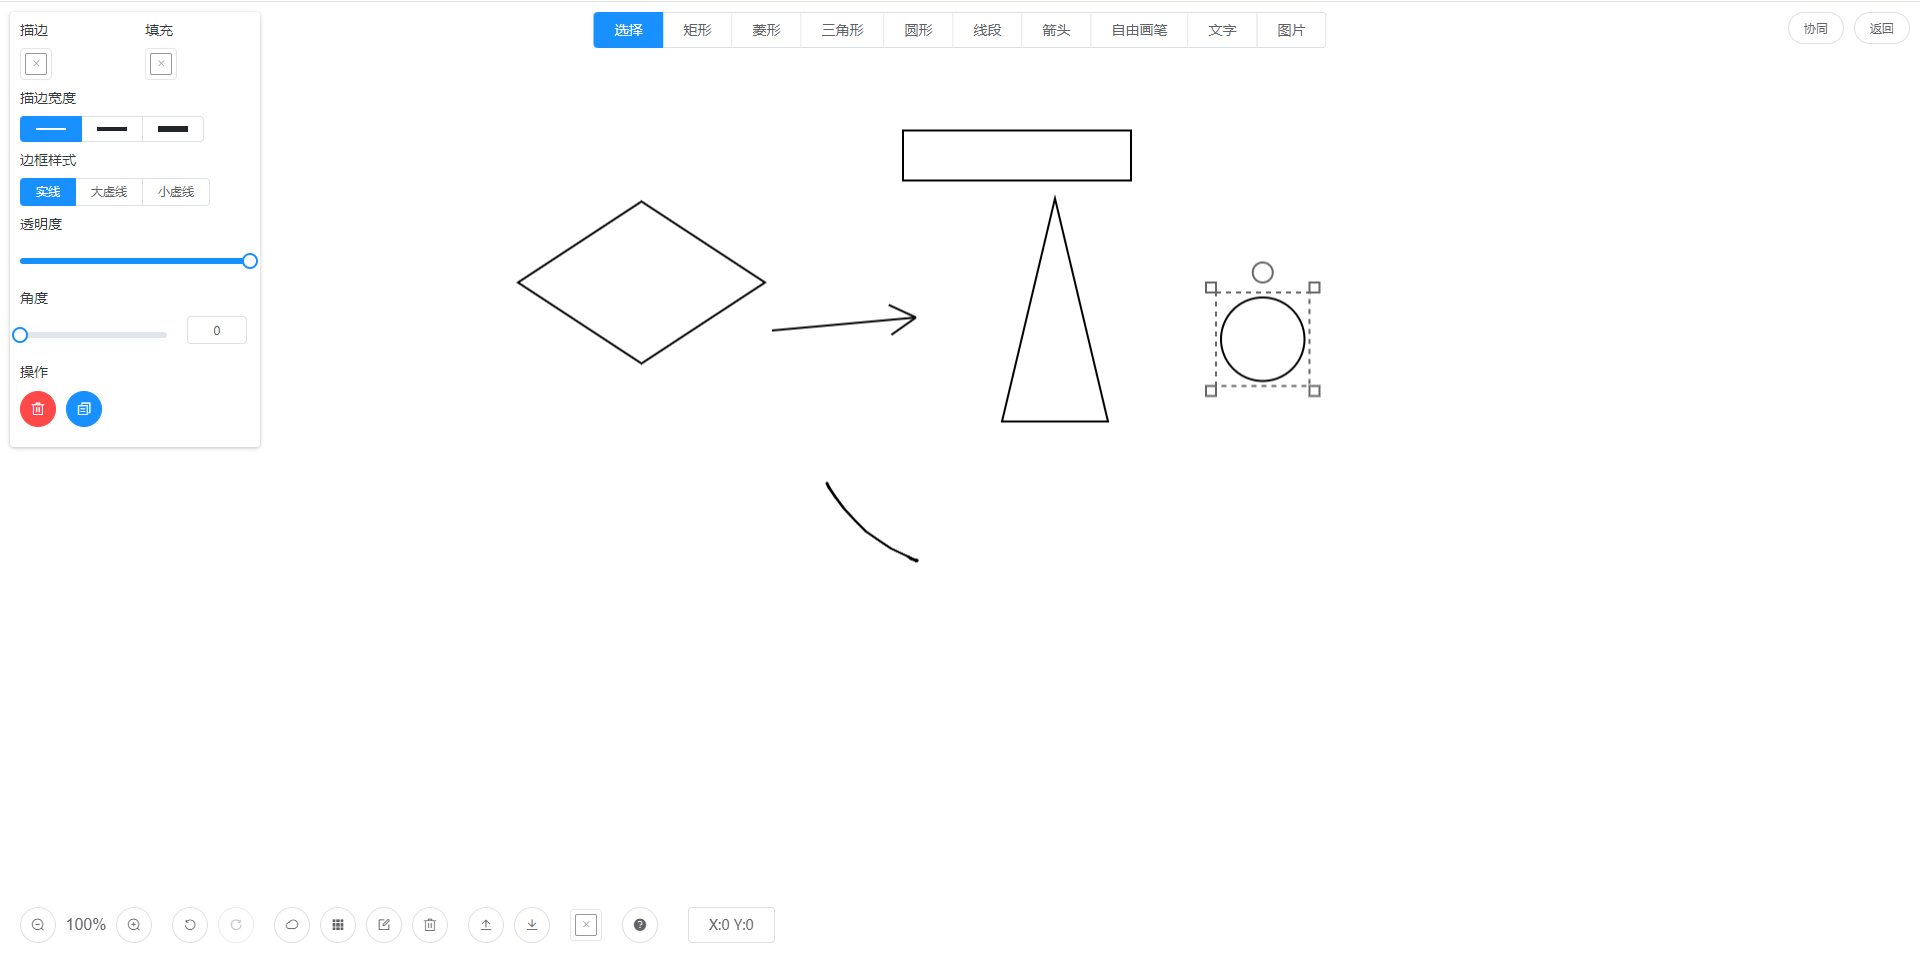 描边 填充
选择 矩形 菱形 三角形 圆形 线段 箭头 自由画笔 文字 图片
协同 返回
描边宽度
边框样式
实线 大虚线 小虚线
透明度
角度
0
操作
100%
X:0 Y:0